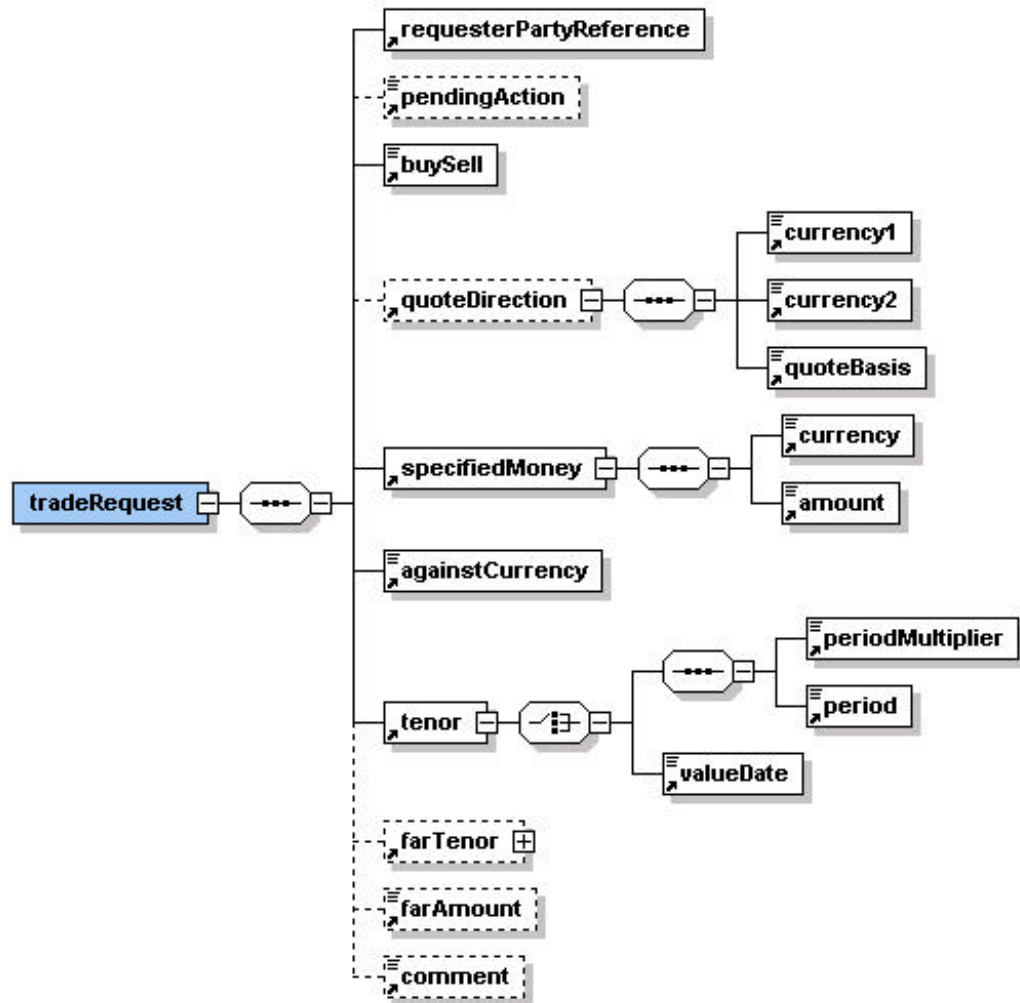 requesterPartyReference
pendingAction
buySell
currency1
quoteDirection
currency2
quoteBasis
currency
specifiedMoney
tradeRequest
amount
againstCurrency
periodMultiplier
tenor
period
valueDate
farTenor
farAmount
comment